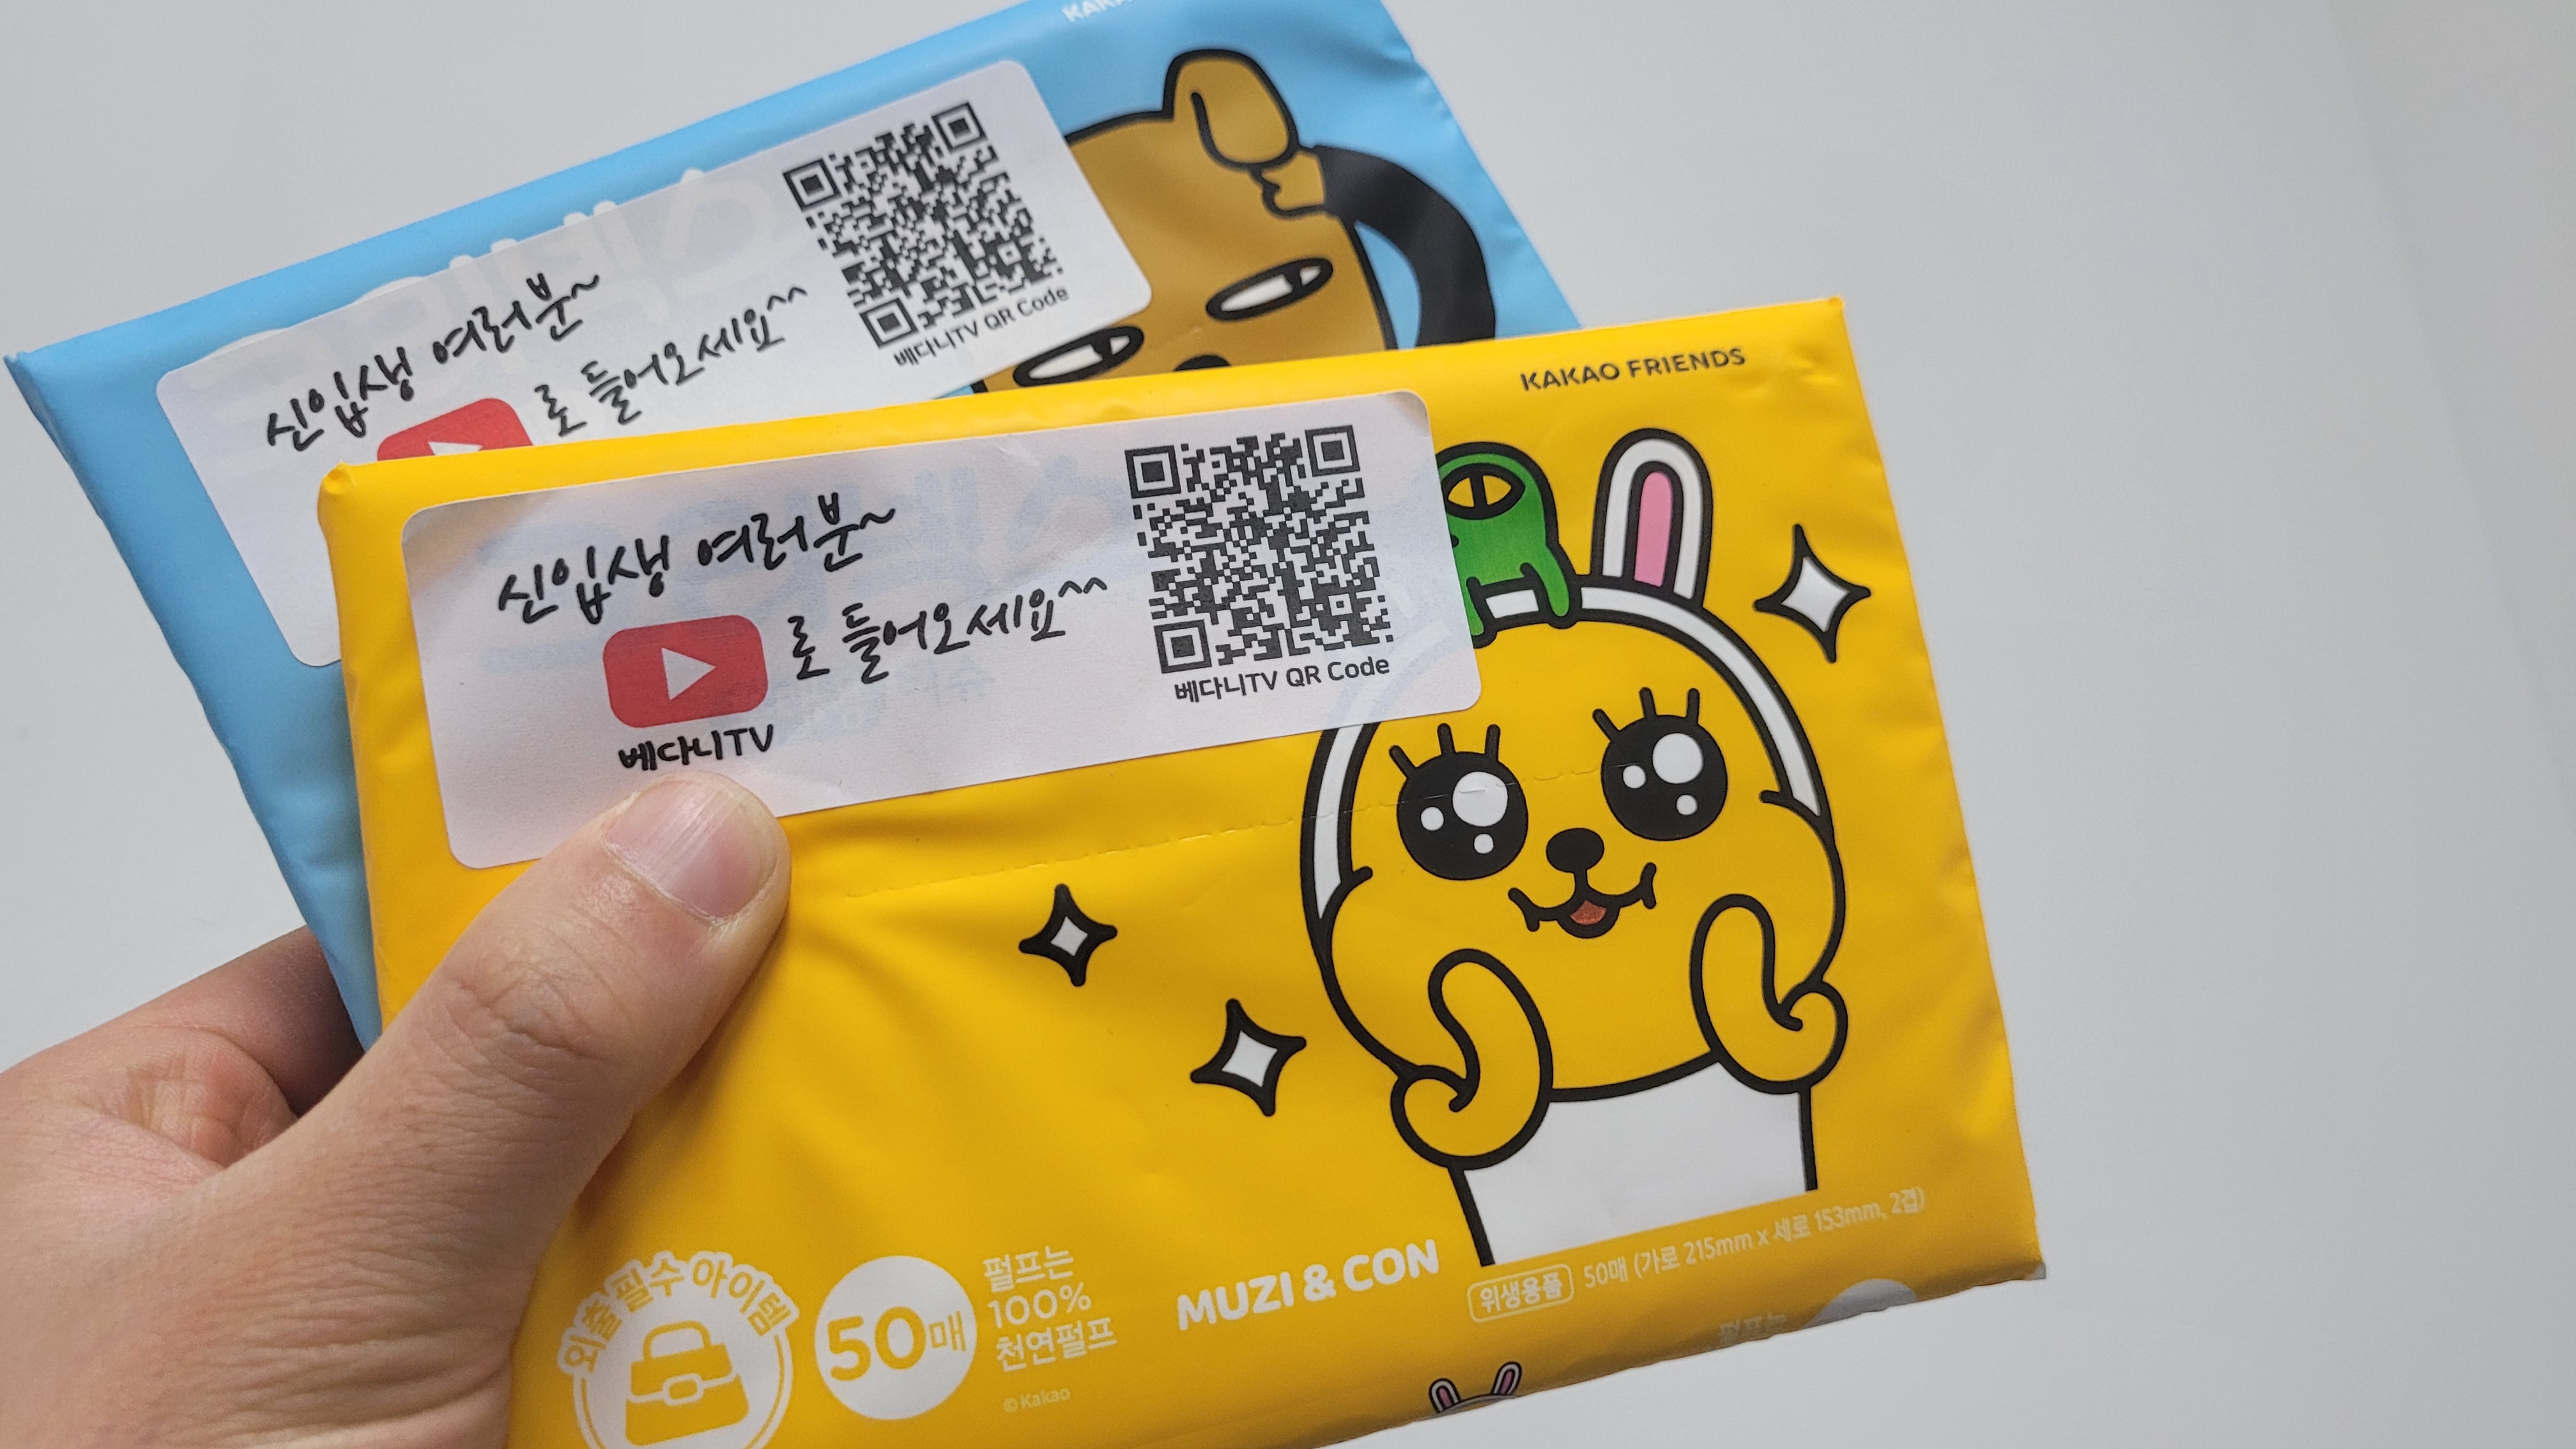 신입생 여러분~
로 들어오세요^^
베다니TV QR Code
KAKAO FRIENDS
신입생 여러분~
로 들어오세요^^
베다니TV
베다니TV QR Code
외출 필수 아이템
50매
펄프는
100%
천연펄프
©Kakao
MUZI & CON
위생용품 50매 (가로 215mm x 세로 153mm, 2겹)
펄프는